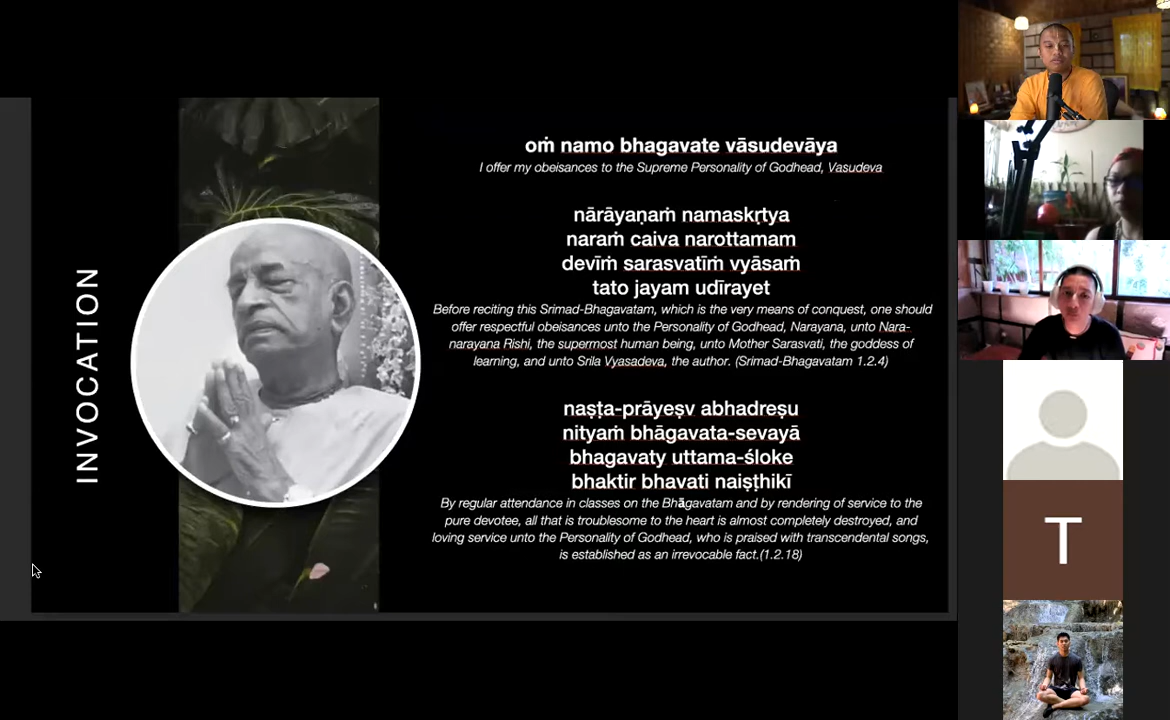 INVOCATION
oṁ namo bhagavate vāsudevāya
I offer my obeisances to the Supreme Personality of Godhead, Vasudeva
nārāyaṇaṁ namaskṛtya
naraṁ caiva narottamam
devīṁ sarasvatīṁ vyāsaṁ
tato jayam udīrayet
Before reciting this Srimad-Bhagavatam, which is the very means of conquest, one should
offer respectful obeisances unto the Personality of Godhead, Narayana, unto Nara-
narayana Rishi, the supermost human being, unto Mother Sarasvati, the goddess of
learning, and unto Srila Vyasadeva, the author. (Srimad-Bhagavatam 1.2.4)
naṣṭa-prāyeṣv abhadreṣu
nityaṁ bhāgavata-sevayā
bhagavaty uttama-śloke
bhaktir bhavati naiṣṭhikī
By regular attendance in classes on the Bhāgavatam and by rendering of service to the
pure devotee, all that is troublesome to the heart is almost completely destroyed, and
loving service unto the Personality of Godhead, who is praised with transcendental songs,
is established as an irrevocable fact.(1.2.18)
T